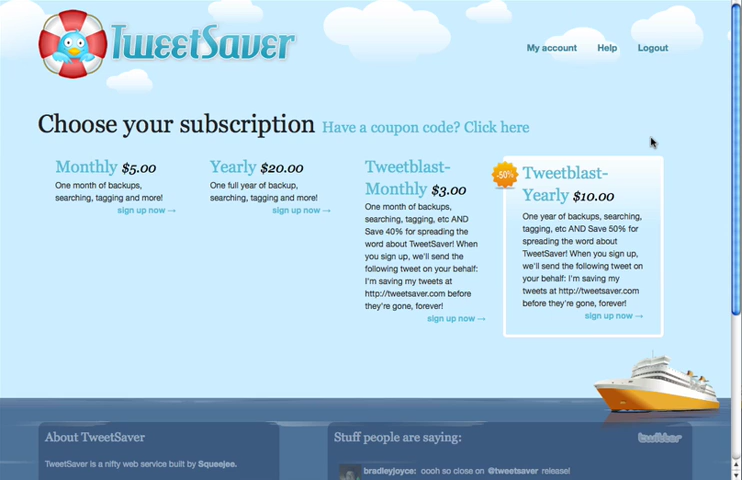 TweetSaver
My account Help Logout
Choose your subscription Have a coupon code? Click here
Monthly $5.00
One month of backups,
searching, tagging and more!
sign up now →
Yearly $20.00
One full year of backup,
searching, tagging and more!
sign up now →
Tweetblast-
Monthly $3.00
One month of backups,
searching, tagging, etc AND
Save 40% for spreading the
word about TweetSaver! When
you sign up, we'll send the
following tweet on your behalf:
I'm saving my tweets at
http://tweetsaver.com before
they're gone, forever!
sign up now →
-50%
Tweetblast-
Yearly $10.00
One year of backups, searching,
tagging, etc AND Save 50% for
spreading the word about
TweetSaver! When you sign up,
we'll send the following tweet on
your behalf: I'm saving my
tweets at http://tweetsaver.com
before they're gone, forever!
sign up now →
About TweetSaver
TweetSaver is a nifty web service built by Squeejee.
Stuff people are saying:
twitter
bradleyjoyce: oooh so close on @tweetsaver release!